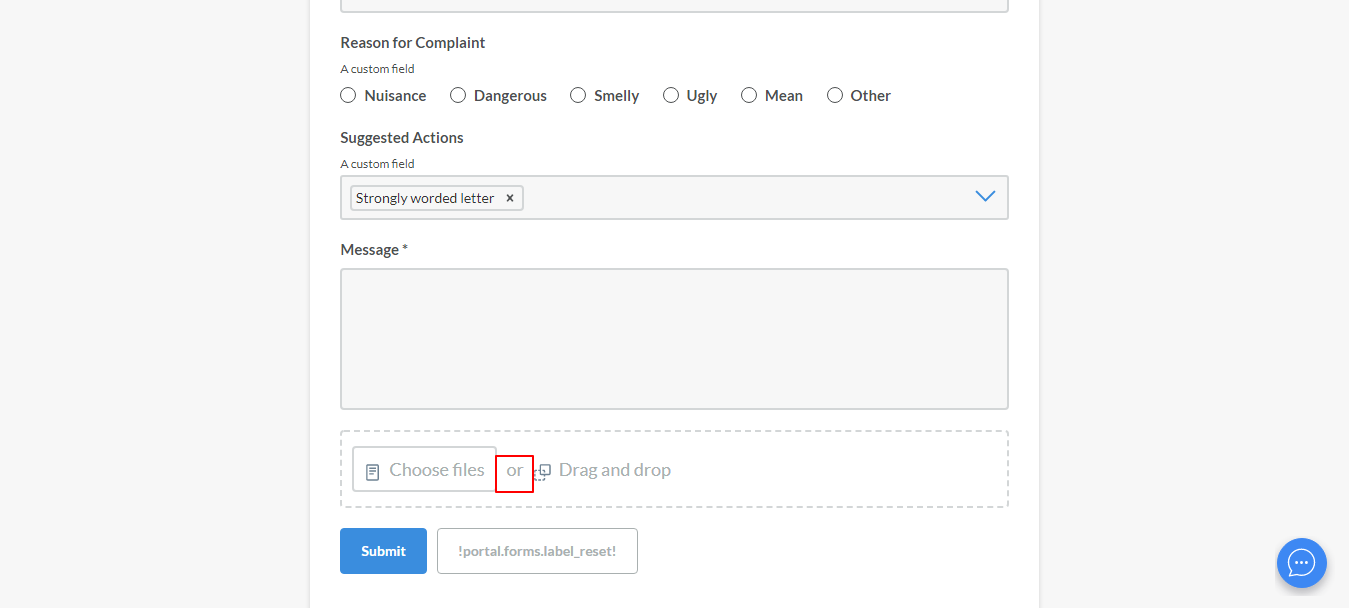 Reason for Complaint
A custom field
Nuisance Dangerous Smelly Ugly Mean Other
Suggested Actions
A custom field
Strongly worded letter ×
Message *
Choose files or Drag and drop
Submit !portal.forms.label_reset!